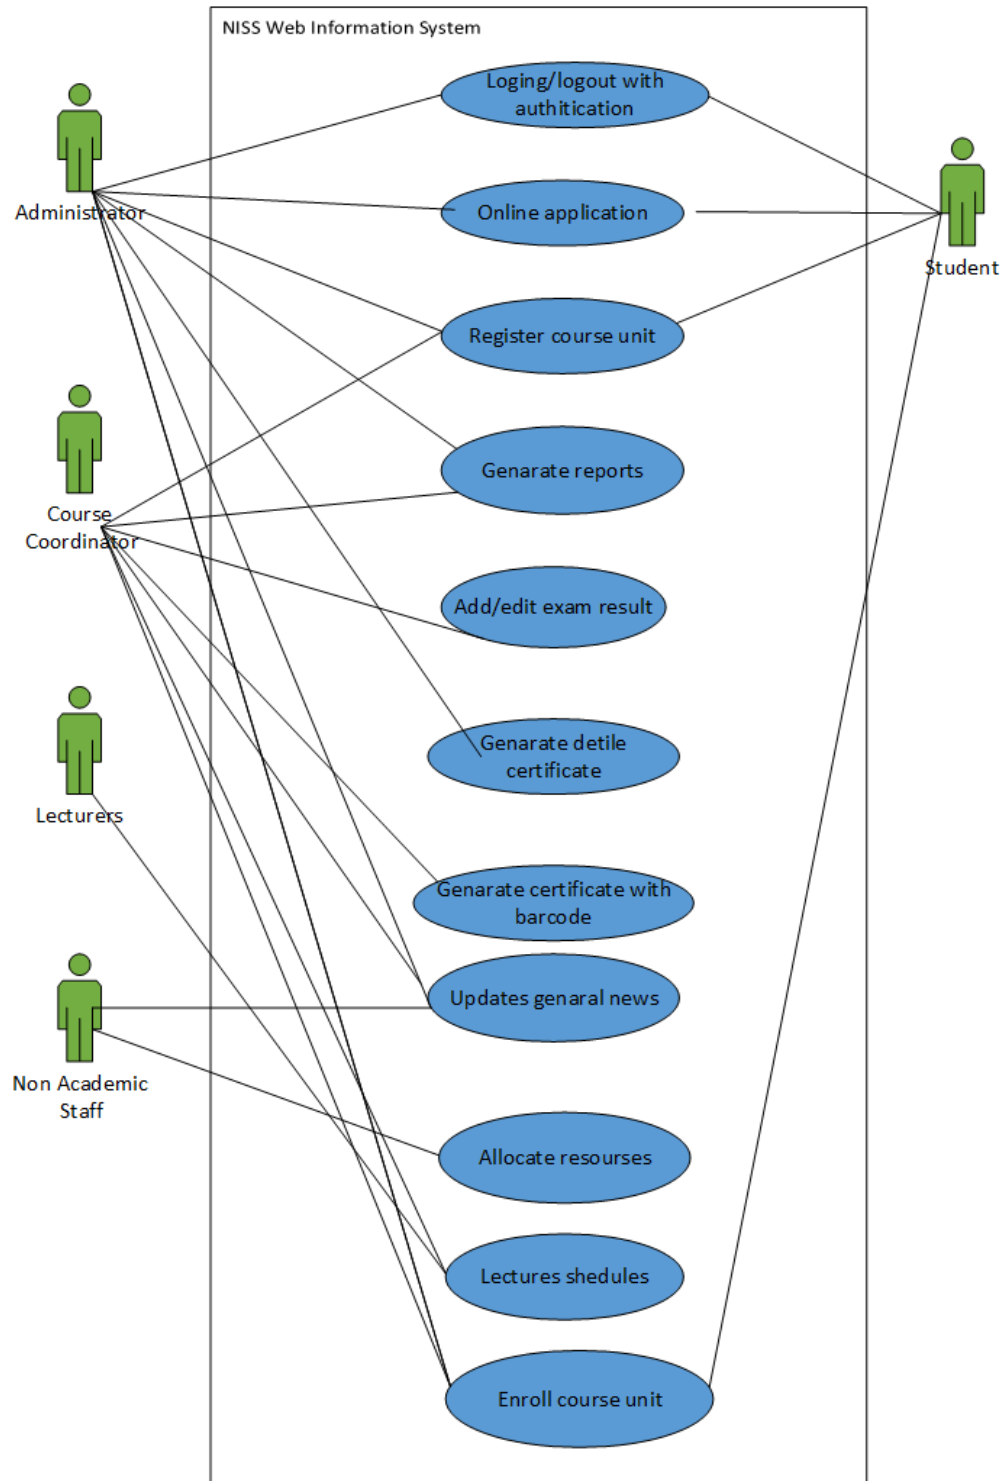 NISS Web Information System
Loging/logout with
authitication
Administrator
Online application
Student
Register course unit
Genarate reports
Course
Coordinator
Add/edit exam result
Genarate detile
certificate
Lecturers
Genarate certificate with
barcode
Updates genaral news
Non Academic
Staff
Allocate resourses
Lectures shedules
Enroll course unit